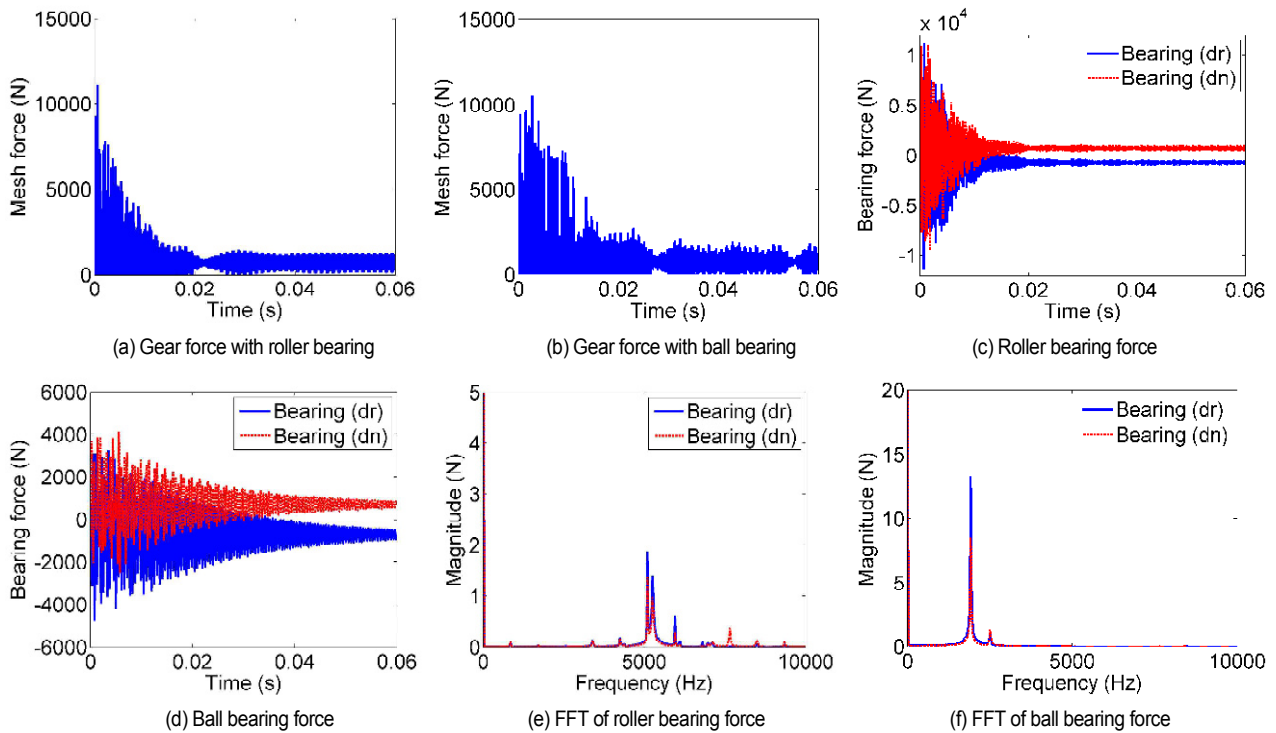 15000
10000
5000
0
Mesh force (N)
0 0.02 0.04 0.06
Time (s)
(a) Gear force with roller bearing
15000
10000
5000
0
Mesh force (N)
0 0.02 0.04 0.06
Time (s)
(b) Gear force with ball bearing
x 10^4
1
0.5
0
-0.5
-1
Bearing force (N)
Bearing (dr)
Bearing (dn)
0 0.02 0.04 0.06
Time (s)
(c) Roller bearing force
6000
4000
2000
0
-2000
-4000
-6000
Bearing force (N)
Bearing (dr)
Bearing (dn)
0 0.02 0.04 0.06
Time (s)
(d) Ball bearing force
5
4
3
2
1
0
Magnitude (N)
Bearing (dr)
Bearing (dn)
0 5000 10000
Frequency (Hz)
(e) FFT of roller bearing force
20
15
10
5
0
Magnitude (N)
Bearing (dr)
Bearing (dn)
0 5000 10000
Frequency (Hz)
(f) FFT of ball bearing force